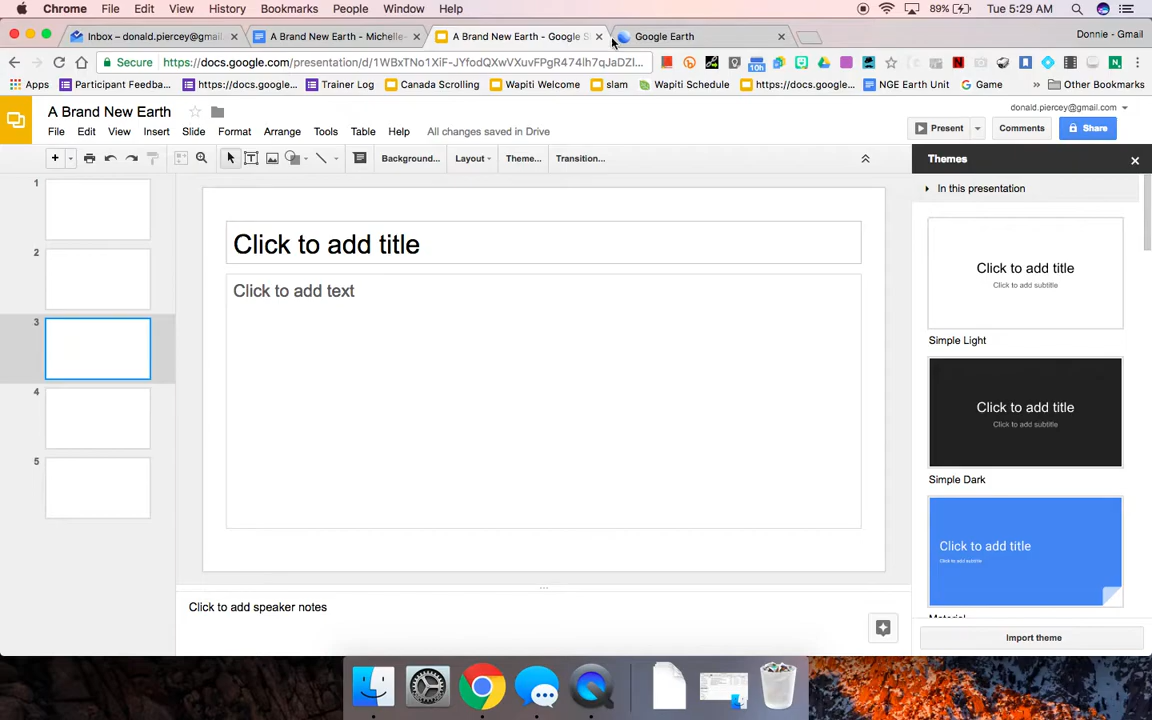 Chrome File Edit View History Bookmarks People Window Help 89% Tue 5:29 AM
Inbox – donald.piercey@gmail. A Brand New Earth - Michelle- A Brand New Earth - Google S Google Earth Donnie - Gmail
Secure https://docs.google.com/presentation/d/1WBxTNo1XiF-JYfodQXwVXuvFPgR474lh7qJaDZI... 10h
Apps Participant Feedba... https://docs.google... Trainer Log Canada Scrolling Wapiti Welcome slam Wapiti Schedule https://docs.google... NGE Earth Unit Game » Other Bookmarks
A Brand New Earth donald.piercey@gmail.com
File Edit View Insert Slide Format Arrange Tools Table Help All changes saved in Drive Present Comments Share
Background... Layout Theme... Transition... Themes
In this presentation
1
2
3
4
5
Click to add title
Click to add text
Click to add speaker notes
Click to add title
Click to add subtitle
Simple Light
Click to add title
Click to add subtitle
Simple Dark
Click to add title
Click to add subtitle
Import theme